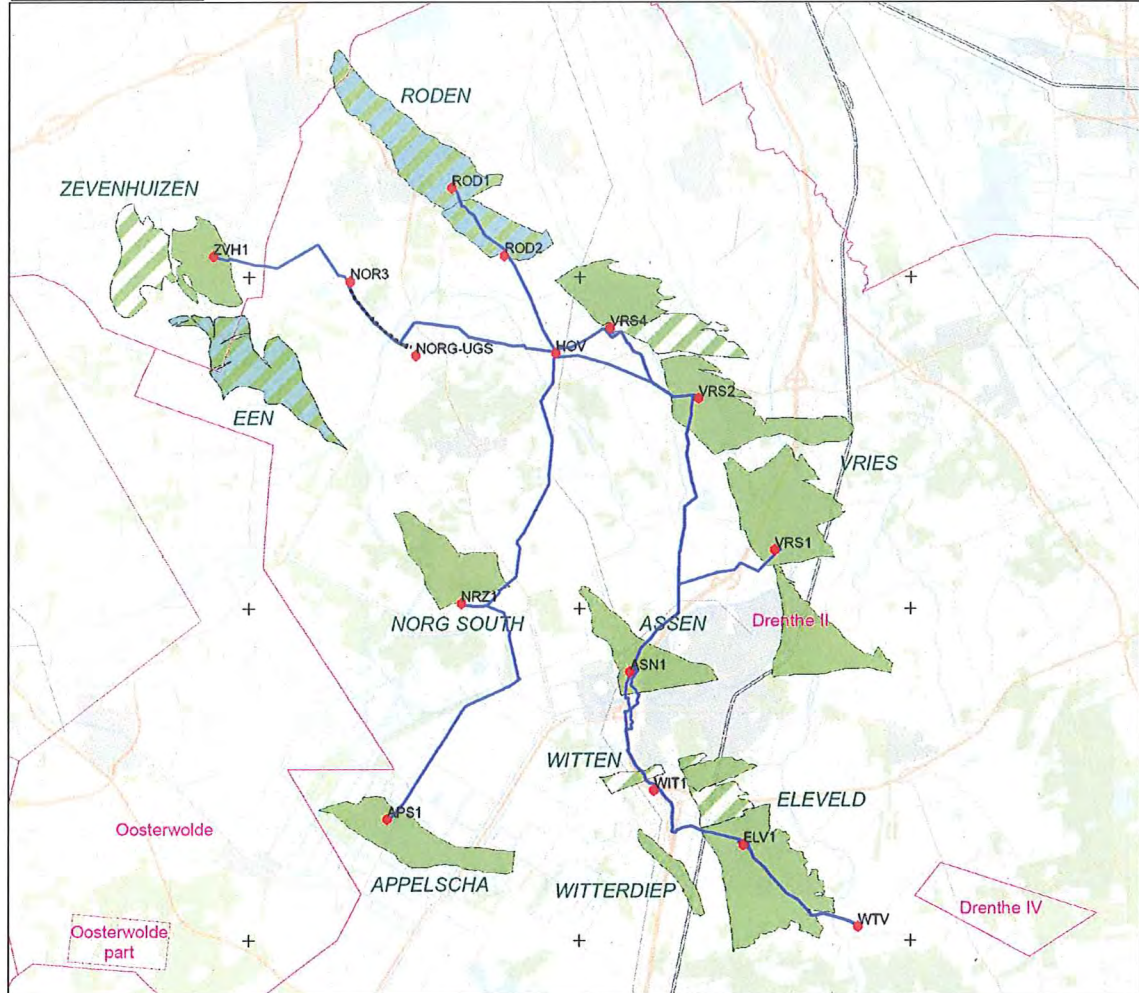 RODEN
ZEVENHUIZEN
ROD1
ZVH1
ROD2
NOR3
VRS4
NORG-UGS
HOV
VRS2
EEN
VRIES
VRS1
NRZ1
NORG SOUTH
ASSEN
Drenthe II
ASN1
WITTEN
WIT1
ELEVELD
APS1
Oosterwolde
ELV1
APPELSCHA
WITTERDIEP
Drenthe IV
WTV
Oosterwolde
part